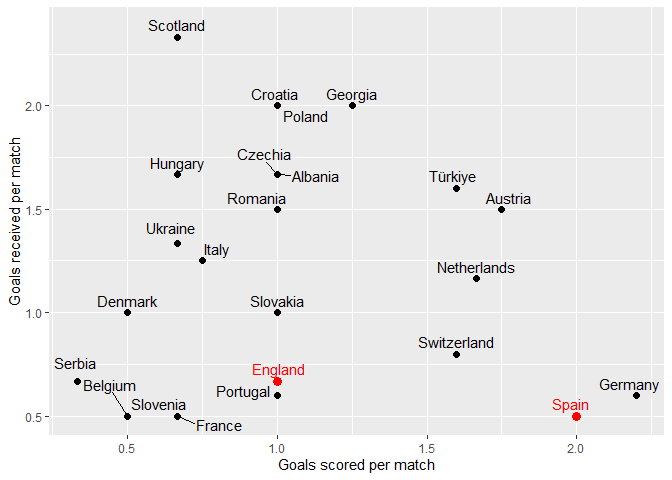 Scotland
Croatia
Georgia
Poland
Czechia
Hungary
Albania
Türkiye
Romania
Austria
Ukraine
Italy
Netherlands
Denmark
Slovakia
Switzerland
Serbia
England
Belgium
Portugal
Germany
Slovenia
Spain
France
2.0
1.5
1.0
0.5
Goals received per match
0.5
1.0
1.5
2.0
Goals scored per match